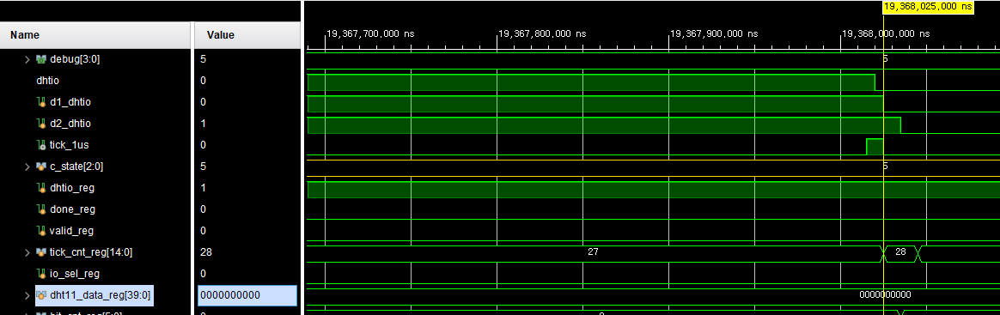 19,368,025,000 ns
Name Value
19,367,700,000 ns 19,367,800,000 ns 19,367,900,000 ns 19,368,000,000 ns
debug[3:0] 5 5
dhtio 0
d1_dhtio 0
d2_dhtio 1
tick_1us 0
c_state[2:0] 5 5
dhtio_reg 1
done_reg 0
valid_reg 0
tick_cnt_reg[14:0] 28 27 28
io_sel_reg 0
dht11_data_reg[39:0] 0000000000 0000000000